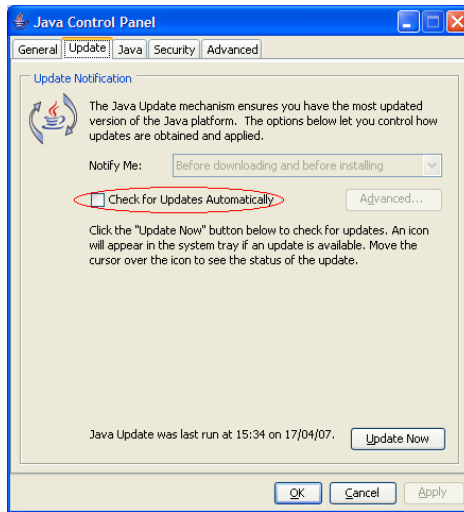 Java Control Panel
General Update Java Security Advanced
Update Notification
The Java Update mechanism ensures you have the most updated
version of the Java platform. The options below let you control how
updates are obtained and applied.
Notify Me: Before downloading and before installing
Check for Updates Automatically Advanced...
Click the "Update Now" button below to check for updates. An icon
will appear in the system tray if an update is available. Move the
cursor over the icon to see the status of the update.
Java Update was last run at 15:34 on 17/04/07. Update Now
OK Cancel Apply